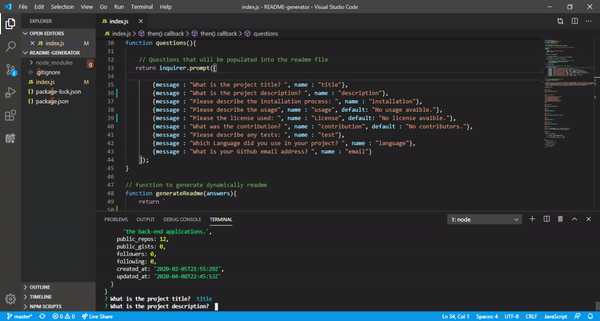 File Edit Selection View Go Run Terminal Help
index.js - README-generator - Visual Studio Code
EXPLORER
OPEN EDITORS
index.js M
README-GENERATOR
node_modules
.gitignore
index.js M
package-lock.json
package.json
OUTLINE
TIMELINE
NPM SCRIPTS
index.js
index.js > then() callback > then() callback > questions
30 function questions(){
31
32 // Questions that will be populated into the readme file
33 return inquirer.prompt([
34
35 {message : "What is the project title? ", name : "title"},
36 {message : "What is the project description? ", name : "description"},
37 {message : "Please describe the installation process: ", name : "installation"},
38 {message : "Please describe the usage", name : "usage", default: "No usage avaible."},
39 {message : "Please the license used: ", name : "License", default: "No license avaible."},
40 {message : "What was the contribution? ", name : "contribution", default : "No contributors."},
41 {message : "Please describe any tests: ", name : "test"},
42 {message : "Which Language did you use in your project? ", name : "language"},
43 {message : "What is your Github email address? ", name : "email"}
44 ]);
45 }
46
47 // function to generate dynamically readme
48 function generateReadme(answers){
49 return `
50
PROBLEMS OUTPUT DEBUG CONSOLE TERMINAL
1: node
'the back-end applications.',
public_repos: 12,
public_gists: 0,
followers: 0,
following: 0,
created_at: '2020-02-05T21:55:29Z',
updated_at: '2020-04-08T22:45:53Z'
}
}
? What is the project title? title
? What is the project description?
master*
0 0
Live Share
Ln 34, Col 1
Spaces: 4
UTF-8
CRLF
JavaScript